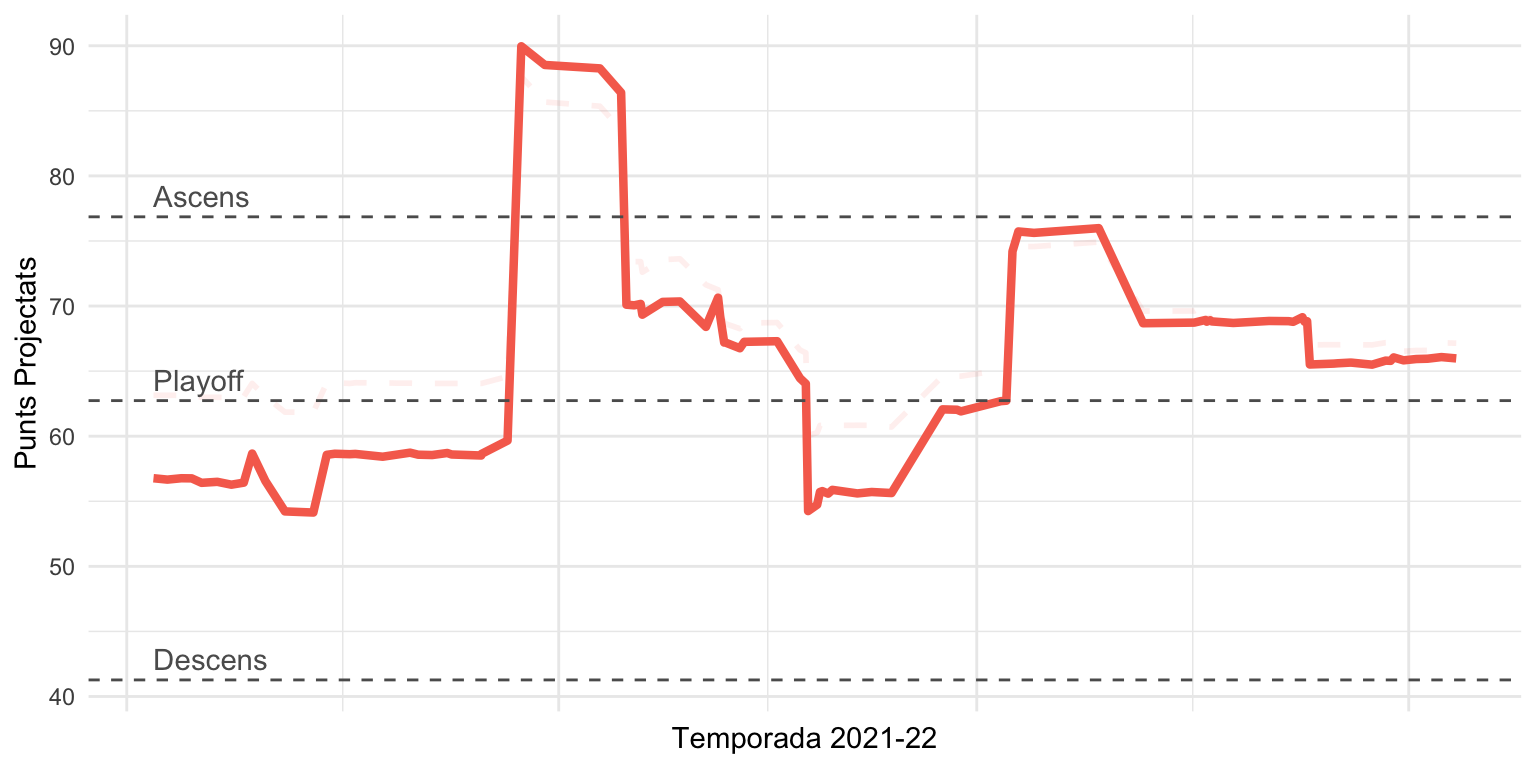 90
80
70
60
50
40
Ascens
Playoff
Descens
Punts Projectats
Temporada 2021-22